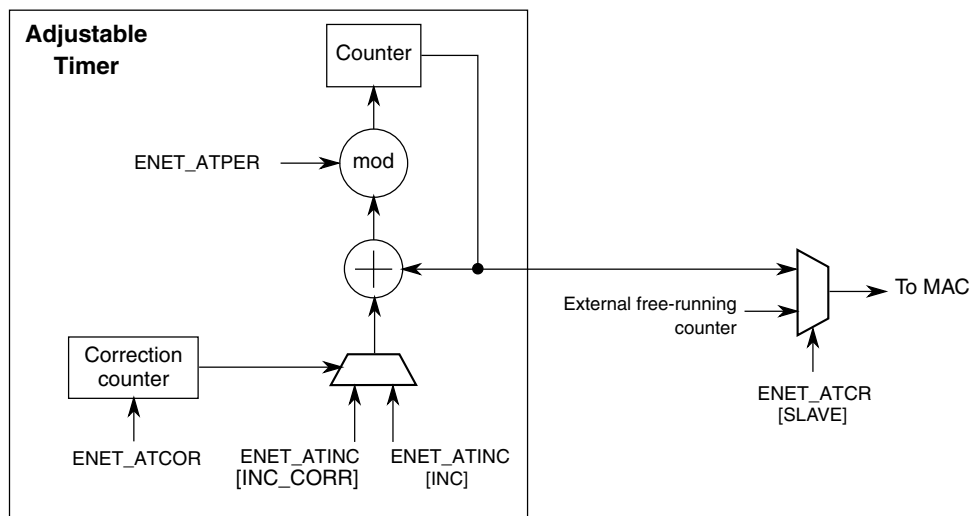 Adjustable
Timer
Counter
ENET_ATPER
mod
External free-running
counter
To MAC
Correction
counter
ENET_ATCR
[SLAVE]
ENET_ATCOR
ENET_ATINC
[INC_CORR]
ENET_ATINC
[INC]